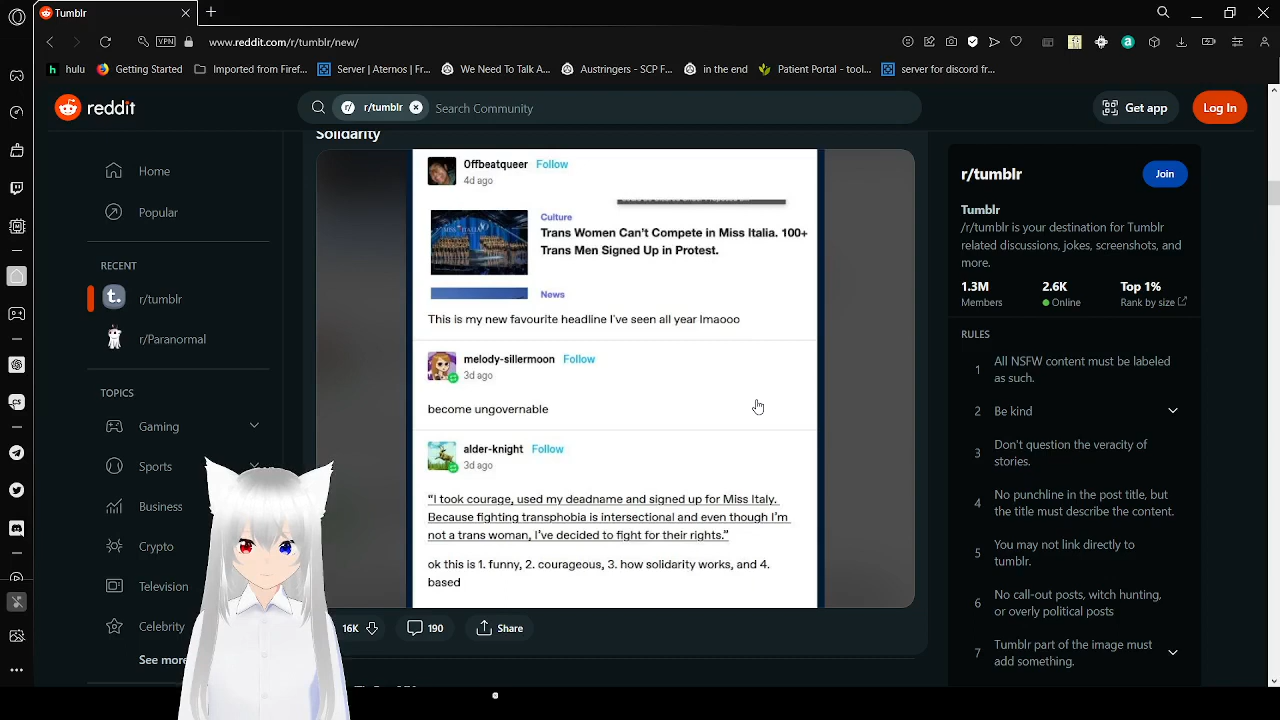 Tumblr
VPN
www.reddit.com/r/tumblr/new/
hulu
Getting Started
Imported from Firef...
Server | Aternos | Fr...
We Need To Talk A...
Austringers - SCP F...
in the end
Patient Portal - tool...
server for discord fr...
reddit
r/
r/tumblr
Search Community
Get app
Log In
Home
Popular
RECENT
r/tumblr
r/Paranormal
TOPICS
Gaming
Sports
Business
Crypto
Television
Celebrity
See more
Solidarity
Offbeatqueer Follow
4d ago
Culture
Trans Women Can't Compete in Miss Italia. 100+
Trans Men Signed Up in Protest.
News
This is my new favourite headline I've seen all year lmaooo
melody-sillermoon Follow
3d ago
become ungovernable
alder-knight Follow
3d ago
"I took courage, used my deadname and signed up for Miss Italy.
Because fighting transphobia is intersectional and even though I'm
not a trans woman, I've decided to fight for their rights."
ok this is 1. funny, 2. courageous, 3. how solidarity works, and 4.
based
16K
190
Share
r/tumblr
Join
Tumblr
/r/tumblr is your destination for Tumblr
related discussions, jokes, screenshots, and
more.
1.3M
2.6K
Top 1%
Members
Online
Rank by size
RULES
1 All NSFW content must be labeled
as such.
2 Be kind
3 Don't question the veracity of
stories.
4 No punchline in the post title, but
the title must describe the content.
5 You may not link directly to
tumblr.
6 No call-out posts, witch hunting,
or overly political posts
7 Tumblr part of the image must
add something.